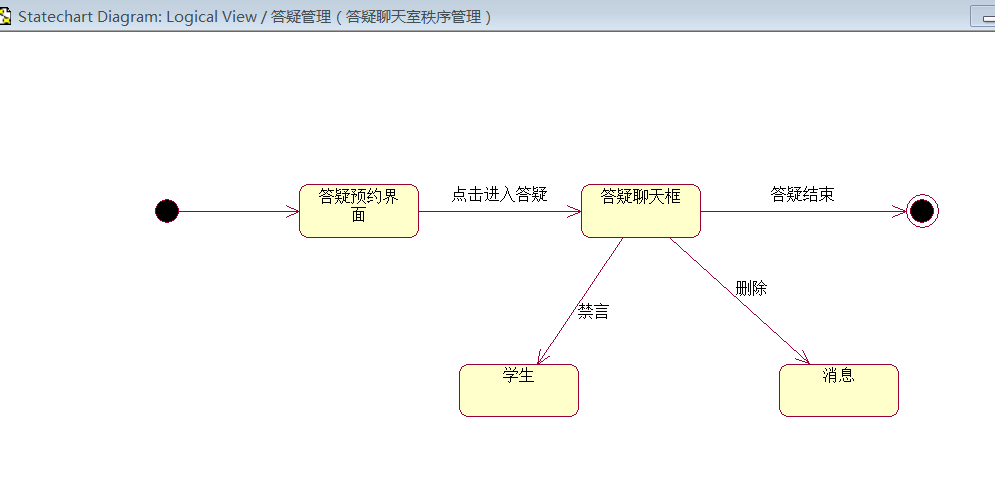 Statechart Diagram: Logical View / 答疑管理 ( 答疑聊天室秩序管理 )
答疑预约界
面
点击进入答疑
答疑聊天框
答疑结束
禁言
删除
学生
消息